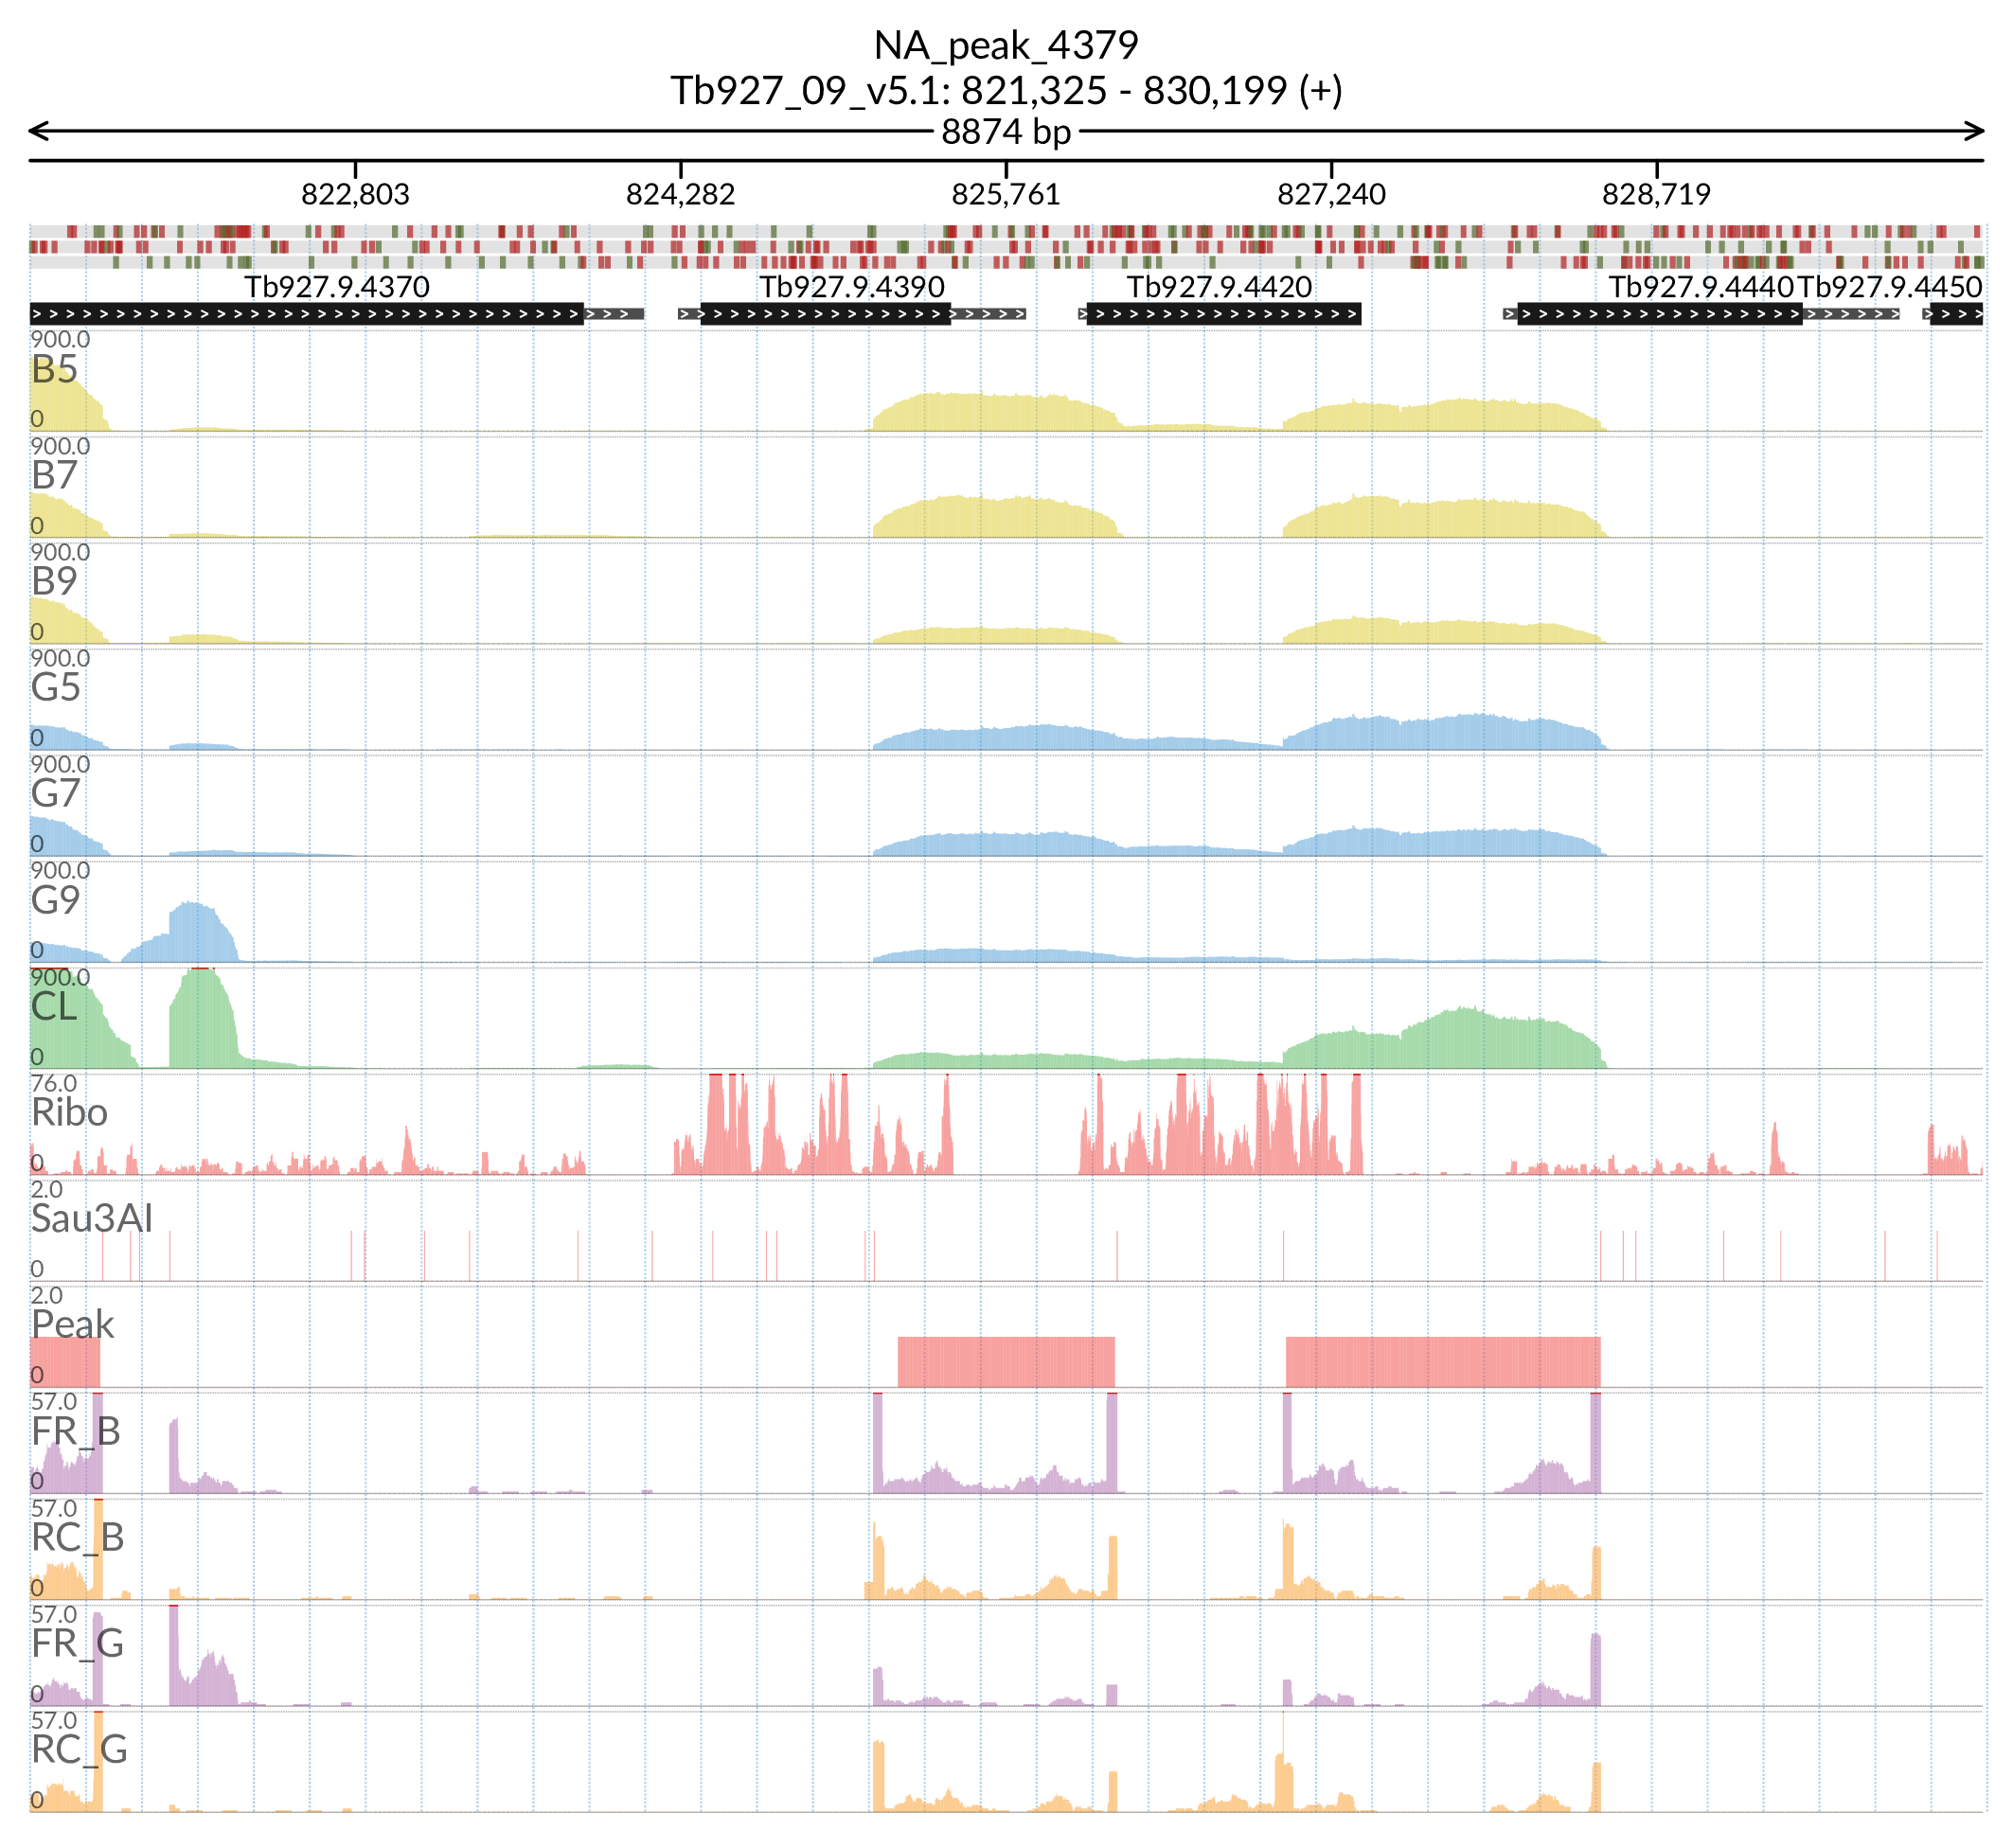 NA_peak_4379
Tb927_09_v5.1: 821,325 - 830,199 (+)
8874 bp
822,803 824,282 825,761 827,240 828,719
Tb927.9.4370 Tb927.9.4390 Tb927.9.4420 Tb927.9.4440 Tb927.9.4450
900.0
B5
0
900.0
B7
0
900.0
B9
0
900.0
G5
0
900.0
G7
0
900.0
G9
0
900.0
CL
0
76.0
Ribo
0
2.0
Sau3AI
0
2.0
Peak
0
57.0
FR_B
0
57.0
RC_B
0
57.0
FR_G
0
57.0
RC_G
0